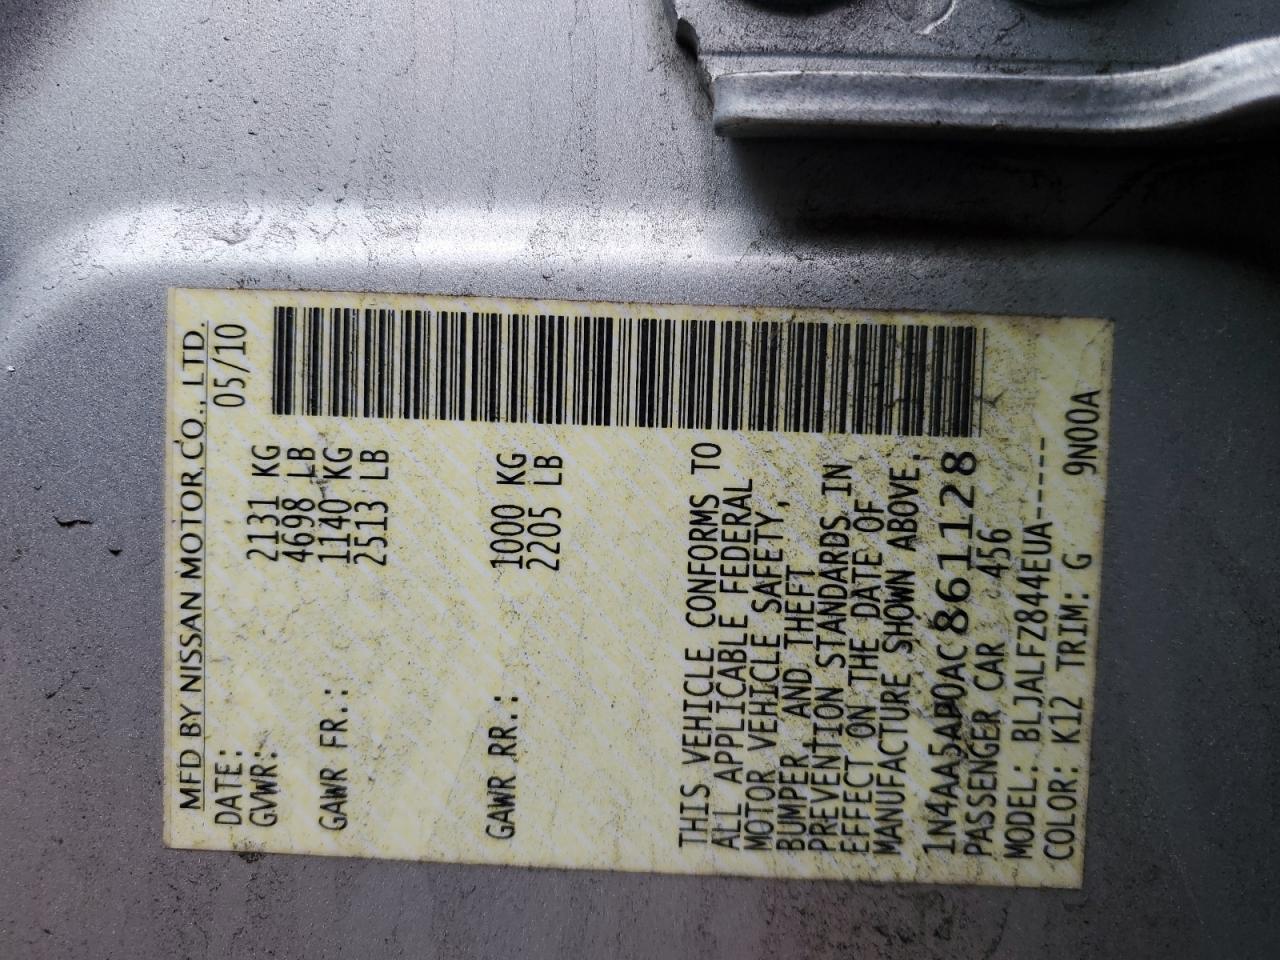 MFD BY NISSAN MOTOR CO., LTD.
DATE: 05/10
GVWR: 2131 KG
4698 LB
GAWR FR.: 1140 KG
2513 LB
GAWR RR.: 1000 KG
2205 LB
THIS VEHICLE CONFORMS TO
ALL APPLICABLE FEDERAL
MOTOR VEHICLE SAFETY,
BUMPER, AND THEFT
PREVENTION STANDARDS IN
EFFECT ON THE DATE OF
MANUFACTURE SHOWN ABOVE.
1N4AA5AP0AC861128
PASSENGER CAR 456
MODEL: BLJALFZ844EUA-----
COLOR: K12 TRIM: G 9N00A